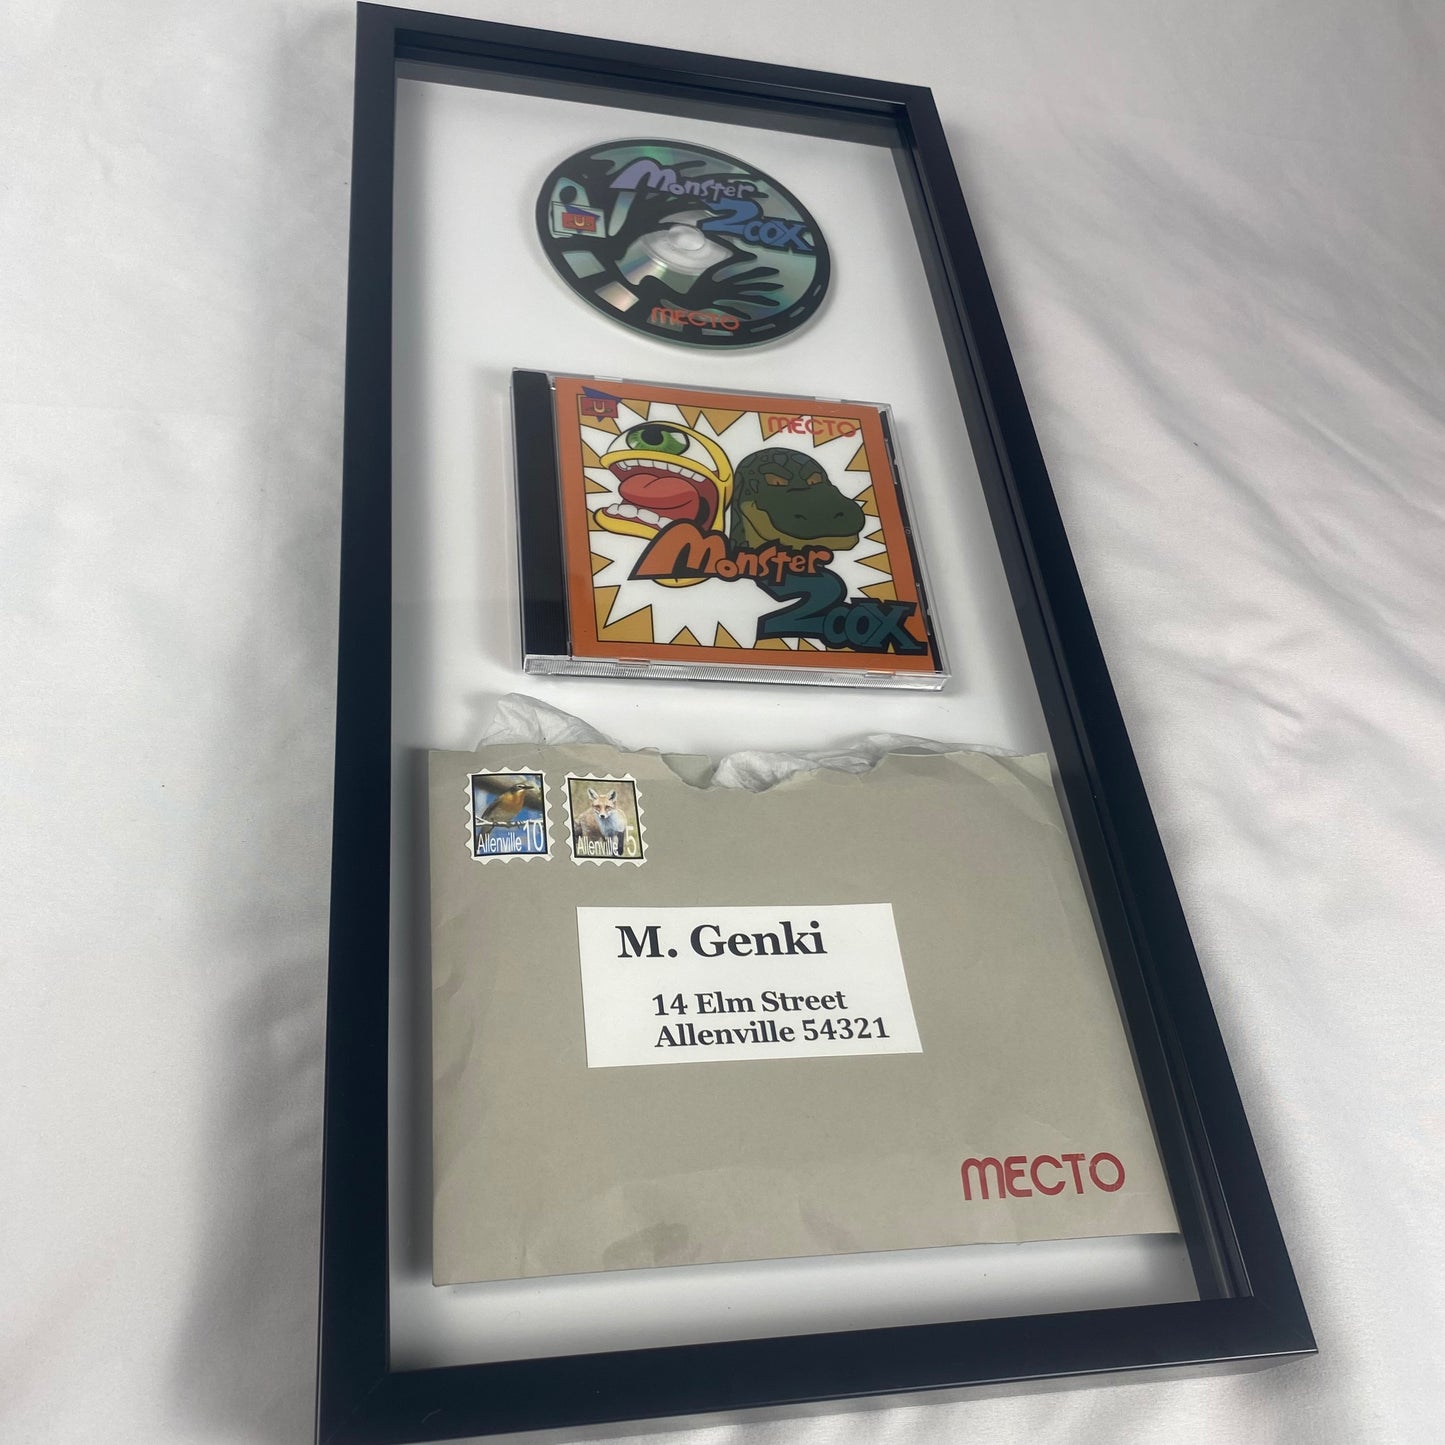 Monster
2COX
U
MECTO
U
MECTO
Monster
2COX
Allenville 10
Allenville 5
M. Genki
14 Elm Street
Allenville 54321
MECTO